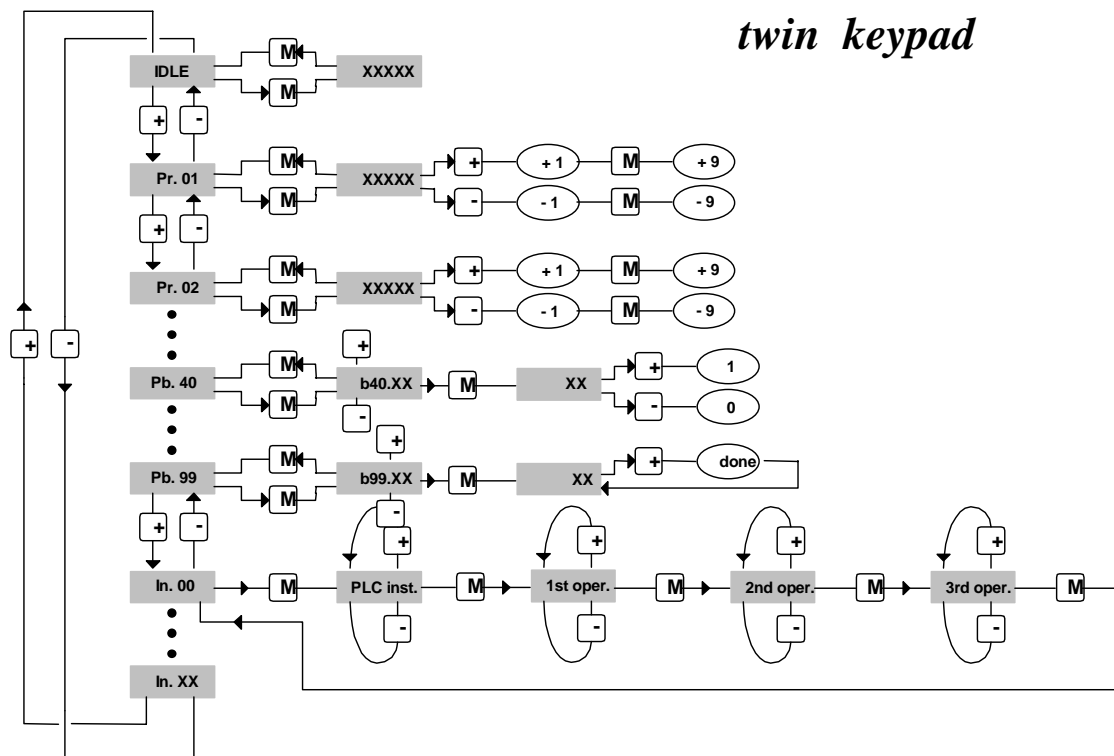 twin keypad
M
IDLE XXXXX
M
+ -
M + +1 M +9
Pr. 01 XXXXX
M - -1 M -9
+ -
M + +1 M +9
Pr. 02 XXXXX
M - -1 M -9
+ - +
M + 1
Pb. 40 b40.XX M XX
M - - 0
+
M + done
Pb. 99 b99.XX M XX
M
+ - -
+ + + +
In. 00 M PLC inst. M 1st oper. M 2nd oper. M 3rd oper. M
- - - -
In. XX